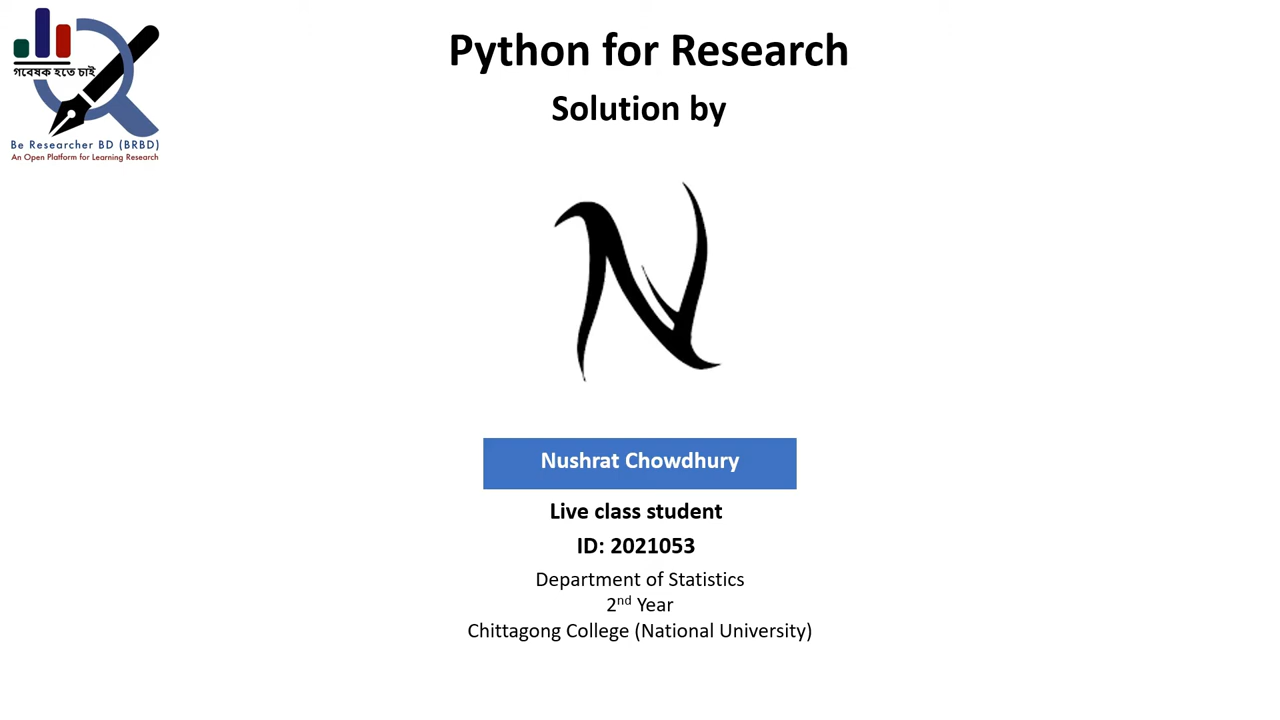 গবেষক হতে চাই
Be Researcher BD (BRBD)
An Open Platform for Learning Research
Python for Research
Solution by
N
Nushrat Chowdhury
Live class student
ID: 2021053
Department of Statistics
2nd Year
Chittagong College (National University)